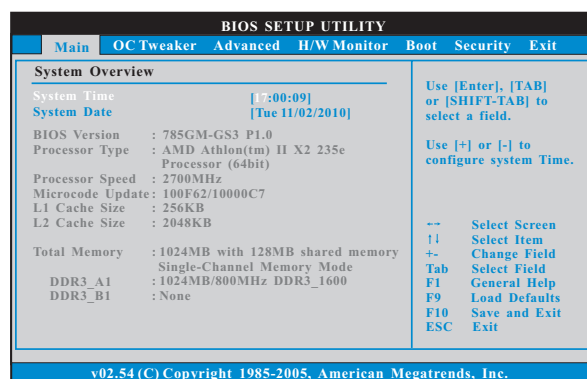 BIOS SETUP UTILITY
Main OC Tweaker Advanced H/W Monitor Boot Security Exit
System Overview
System Time [17:00:09]
System Date [Tue 11/02/2010]
BIOS Version : 785GM-GS3 P1.0
Processor Type : AMD Athlon(tm) II X2 235e
Processor (64bit)
Processor Speed : 2700MHz
Microcode Update : 100F62/10000C7
L1 Cache Size : 256KB
L2 Cache Size : 2048KB
Total Memory : 1024MB with 128MB shared memory
Single-Channel Memory Mode
DDR3_A1 : 1024MB/800MHz DDR3_1600
DDR3_B1 : None
Use [Enter], [TAB]
or [SHIFT-TAB] to
select a field.
Use [+] or [-] to
configure system Time.
←→ Select Screen
↑↓ Select Item
+- Change Field
Tab Select Field
F1 General Help
F9 Load Defaults
F10 Save and Exit
ESC Exit
v02.54 (C) Copyright 1985-2005, American Megatrends, Inc.